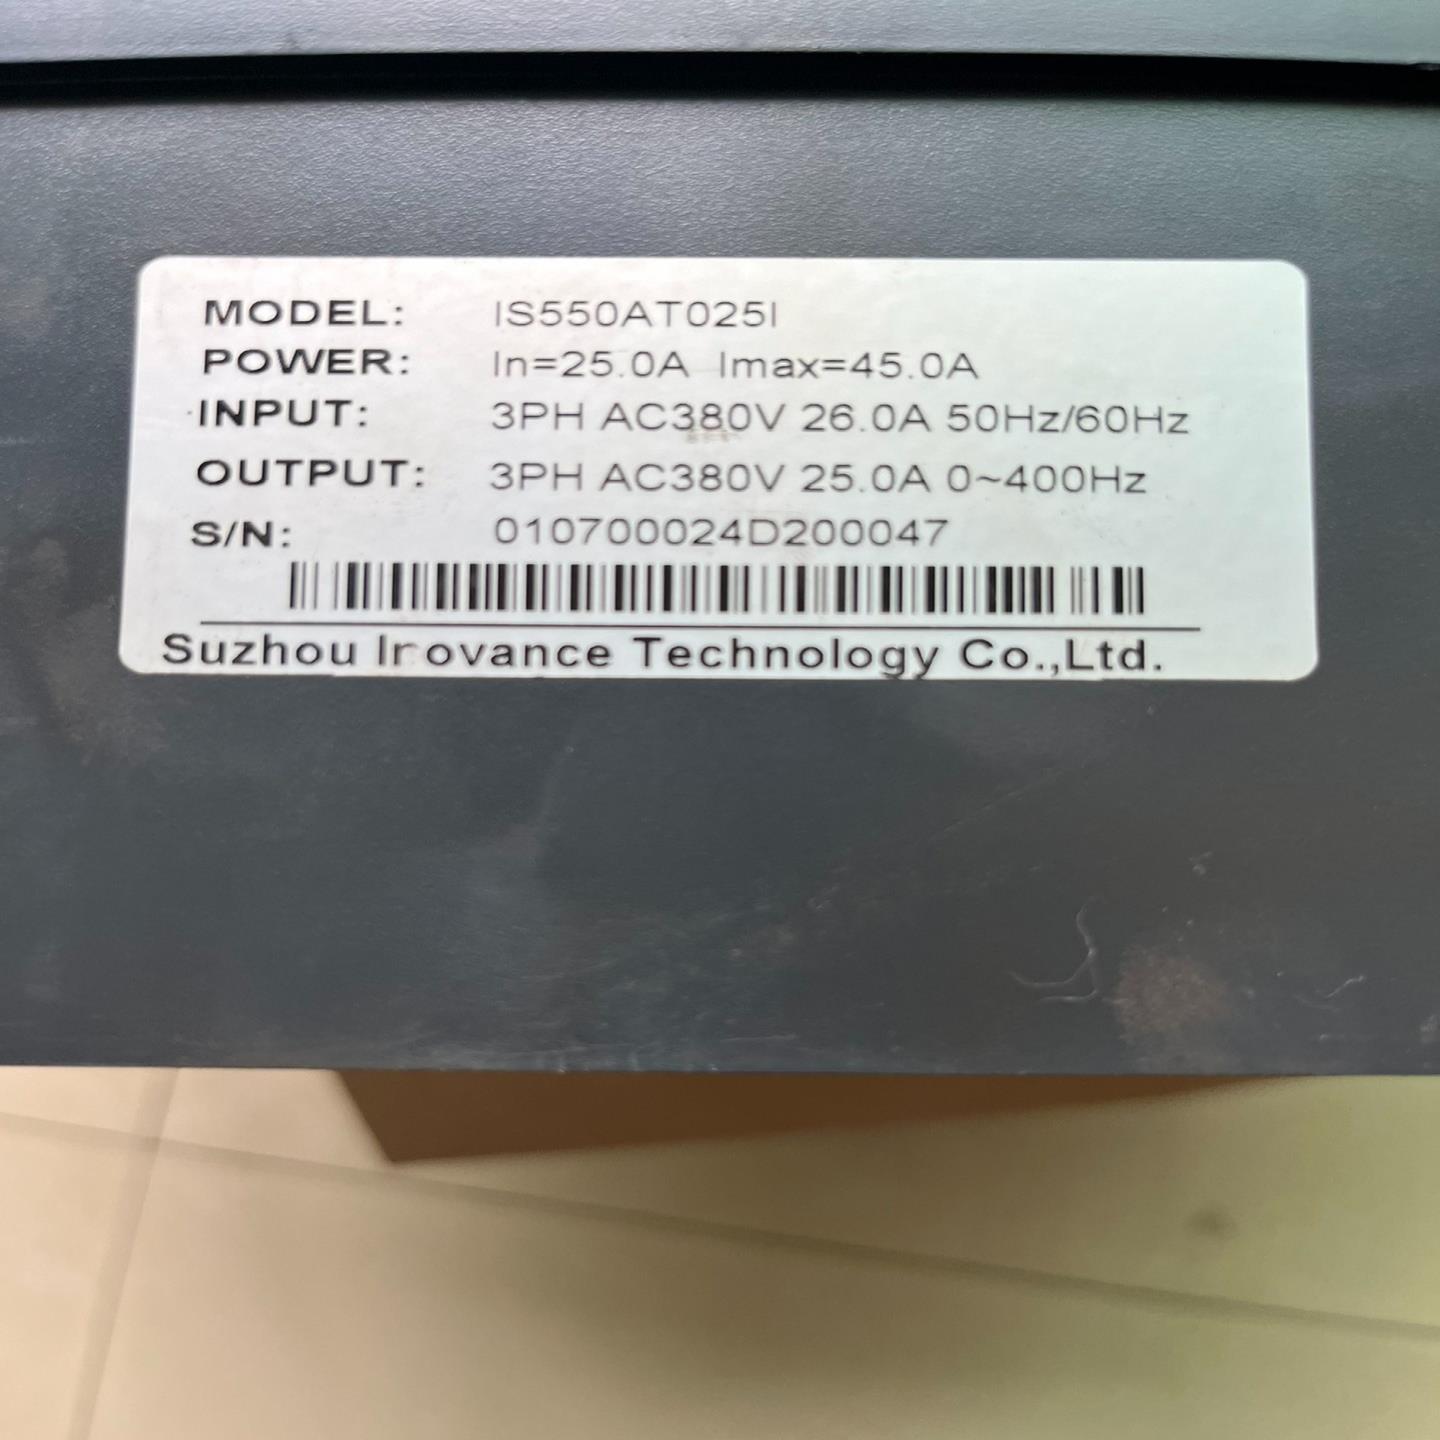 MODEL: IS550AT025I
POWER: In=25.0A Imax=45.0A
INPUT: 3PH AC380V 26.0A 50Hz/60Hz
OUTPUT: 3PH AC380V 25.0A 0~400Hz
S/N: 010700024D200047
Suzhou Inovance Technology Co.,Ltd.